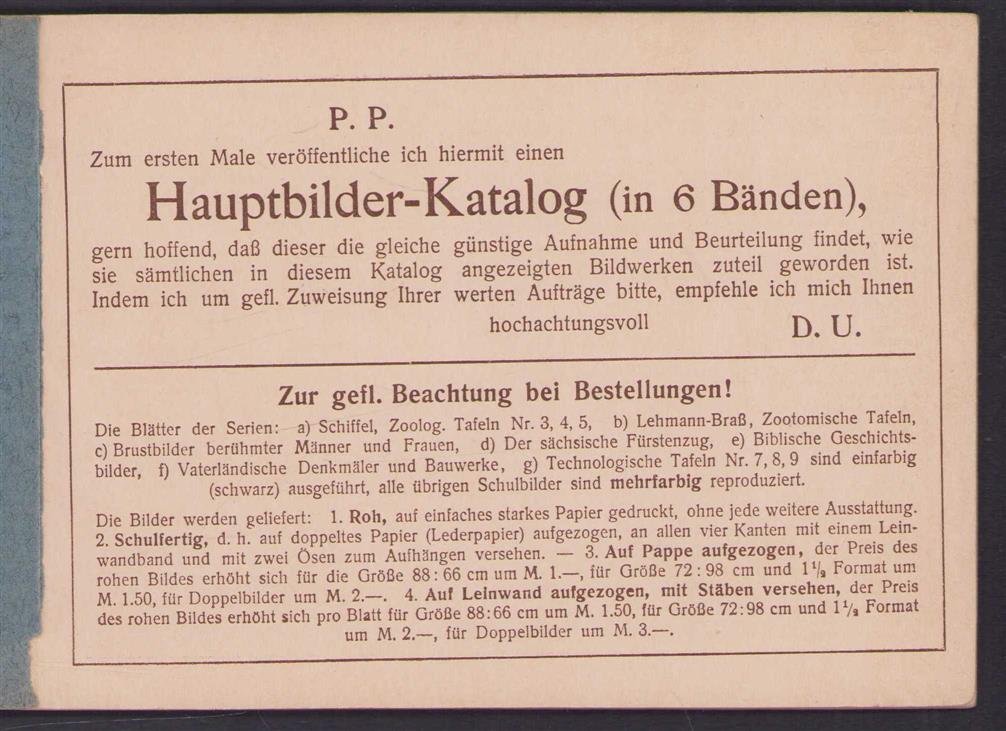 P. P.
Zum ersten Male veröffentliche ich hiermit einen
Hauptbilder-Katalog (in 6 Bänden),
gern hoffend, daß dieser die gleiche günstige Aufnahme und Beurteilung findet, wie
sie sämtlichen in diesem Katalog angezeigten Bildwerken zuteil geworden ist.
Indem ich um gefl. Zuweisung Ihrer werten Aufträge bitte, empfehle ich mich Ihnen
hochachtungsvoll D. U.
Zur gefl. Beachtung bei Bestellungen!
Die Blätter der Serien: a) Schiffel, Zoolog. Tafeln Nr. 3, 4, 5, b) Lehmann-Braß, Zootomische Tafeln,
c) Brustbilder berühmter Männer und Frauen, d) Der sächsische Fürstenzug, e) Biblische Geschichts-
bilder, f) Vaterländische Denkmäler und Bauwerke, g) Technologische Tafeln Nr. 7, 8, 9 sind einfarbig
(schwarz) ausgeführt, alle übrigen Schulbilder sind mehrfarbig reproduziert.
Die Bilder werden geliefert: 1. Roh, auf einfaches starkes Papier gedruckt, ohne jede weitere Ausstattung.
2. Schulfertig, d. h. auf doppeltes Papier (Lederpapier) aufgezogen, an allen vier Kanten mit einem Lein-
wandband und mit zwei Ösen zum Aufhängen versehen. — 3. Auf Pappe aufgezogen, der Preis des
rohen Bildes erhöht sich für die Größe 88:66 cm um M. 1.—, für Größe 72:98 cm und 1½ Format um
M. 1.50, für Doppelbilder um M. 2.—. 4. Auf Leinwand aufgezogen, mit Stäben versehen, der Preis
des rohen Bildes erhöht sich pro Blatt für Größe 88:66 cm um M. 1.50, für Größe 72:98 cm und 1½ Format
um M. 2.—, für Doppelbilder um M. 3.—.